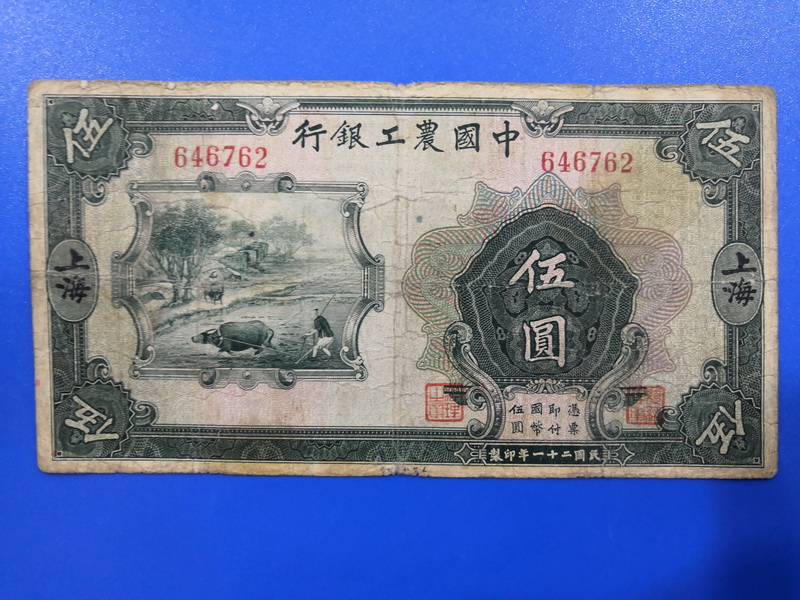 中國農工銀行
646762
646762
伍
伍
上海
上海
伍圓
憑票
即付
國幣
伍圓
伍
伍
民國二十一年印製